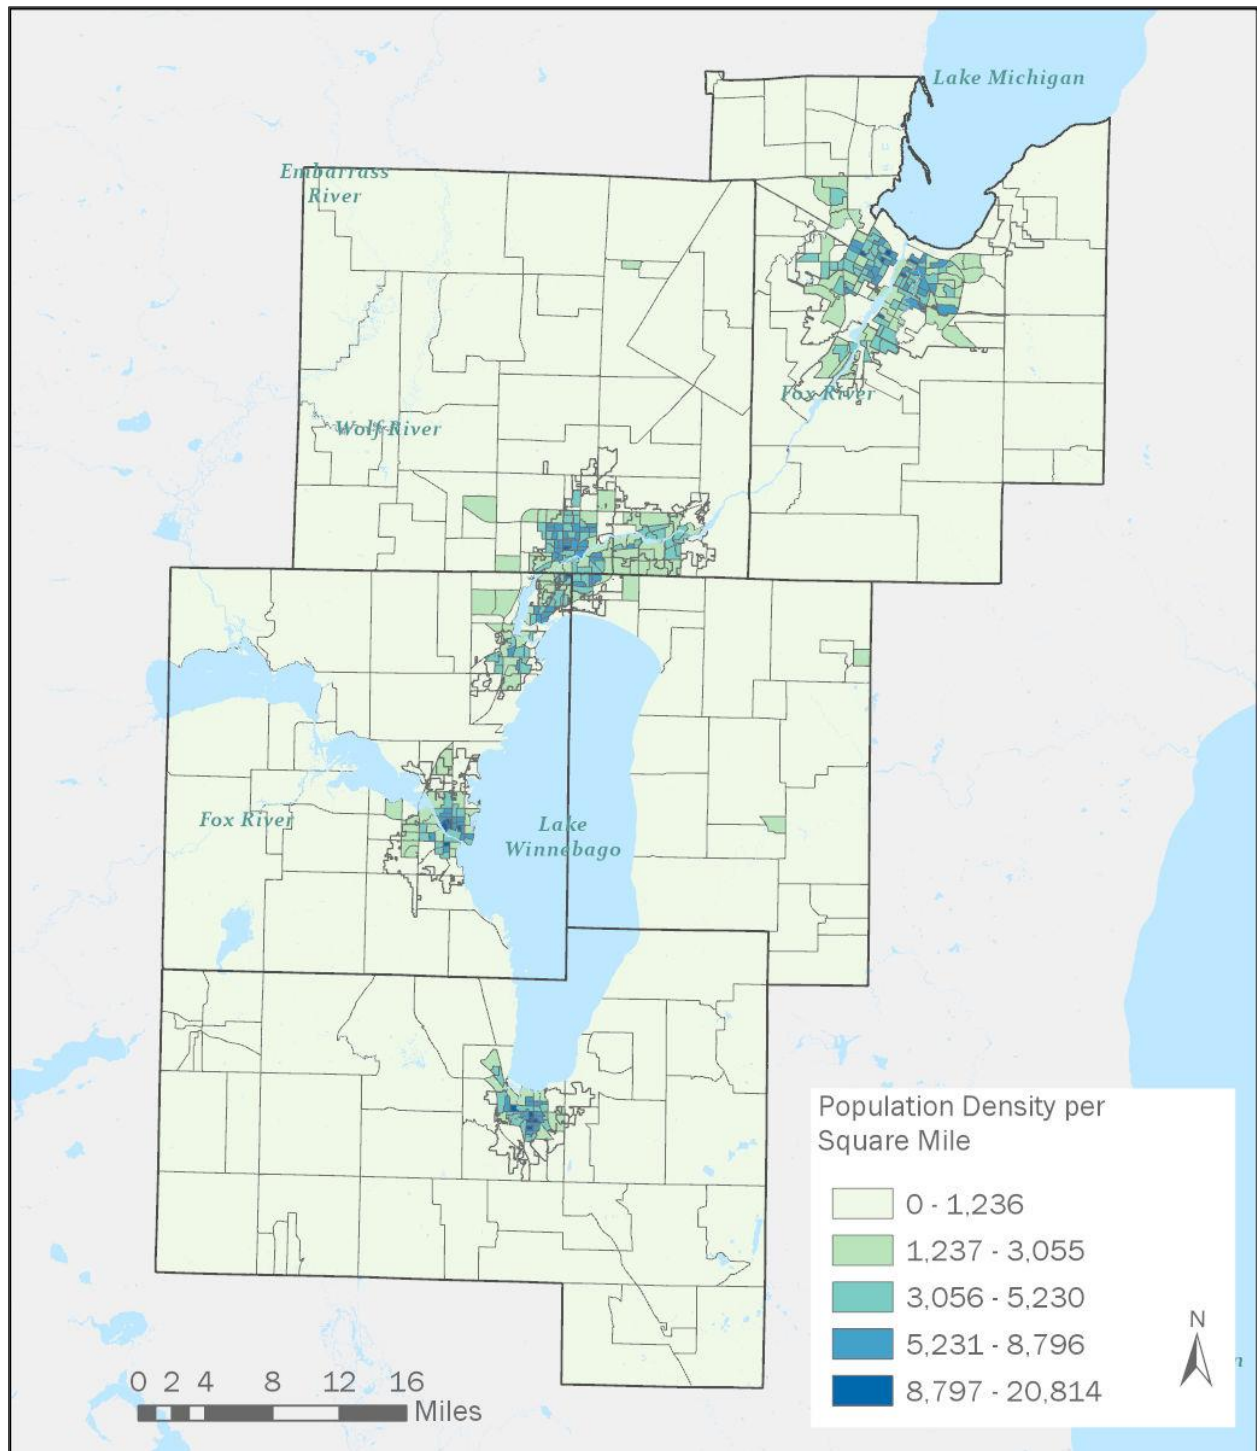 Lake Michigan
Embarrass
River
Fox River
Wolf River
Fox River
Lake
Winnebago
Population Density per
Square Mile
0 - 1,236
1,237 - 3,055
3,056 - 5,230
5,231 - 8,796
8,797 - 20,814
N
0 2 4 8 12 16
Miles